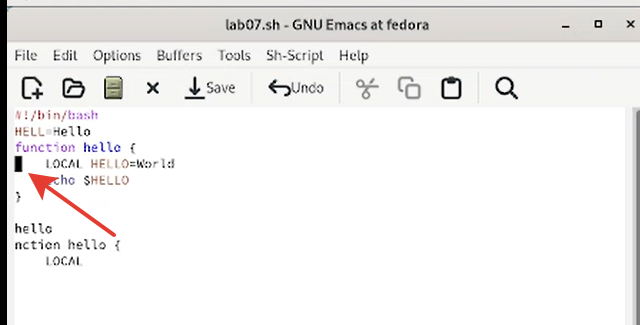 lab07.sh - GNU Emacs at fedora
File Edit Options Buffers Tools Sh-Script Help
Save Undo
#!/bin/bash
HELL=Hello
function hello {
LOCAL HELLO=World
echo $HELLO
}
hello
nction hello {
LOCAL